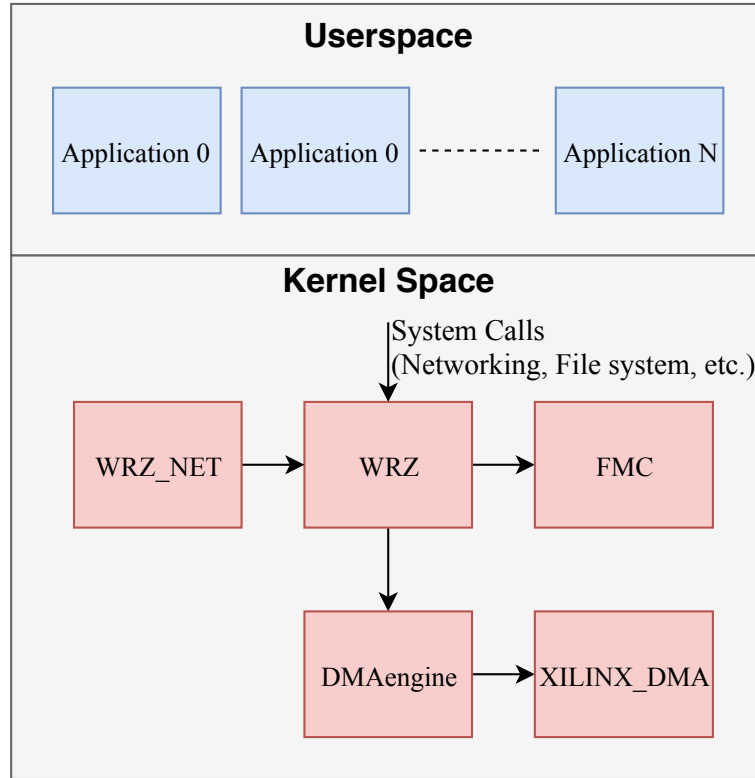 Userspace
Application 0
Application 0
Application N
Kernel Space
System Calls
(Networking, File system, etc.)
WRZ_NET
WRZ
FMC
DMAengine
XILINX_DMA